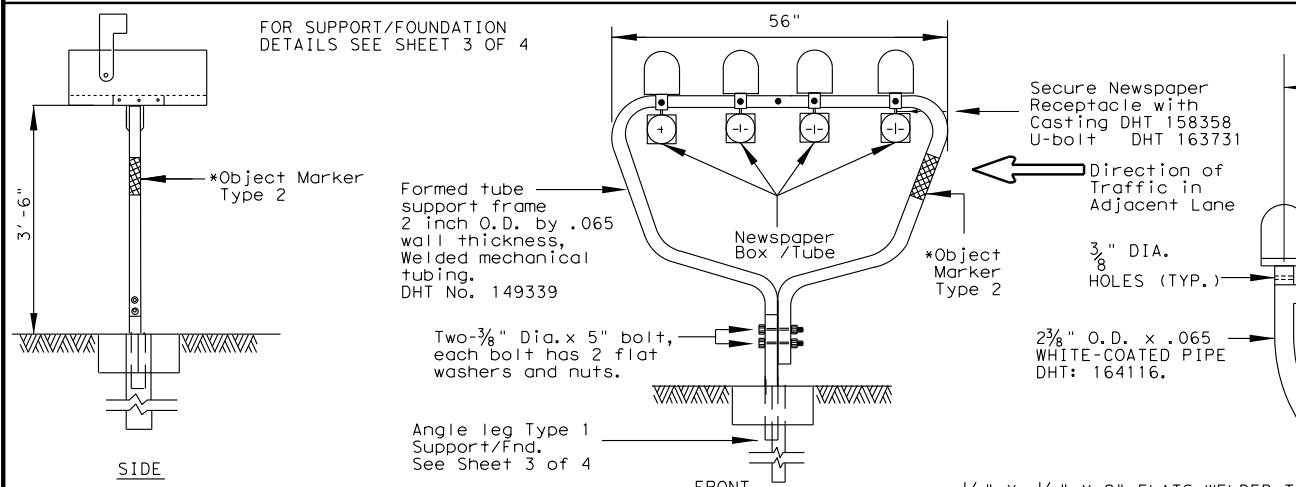 FOR SUPPORT/FOUNDATION
DETAILS SEE SHEET 3 OF 4
3'-6"
*Object Marker
Type 2
SIDE
56"
Formed tube
support frame
2 inch O.D. by .065
wall thickness,
Welded mechanical
tubing.
DHT No. 149339
Newspaper
Box /Tube
Two-3/8" Dia.x 5" bolt,
each bolt has 2 flat
washers and nuts.
Angle leg Type 1
Support/Fnd.
See Sheet 3 of 4
FRONT
Secure Newspaper
Receptacle with
Casting DHT 158358
U-bolt DHT 163731
Direction of
Traffic in
Adjacent Lane
*Object
Marker
Type 2
3/8" DIA.
HOLES (TYP.)
2 3/8" O.D. x .065
WHITE-COATED PIPE
DHT: 164116.